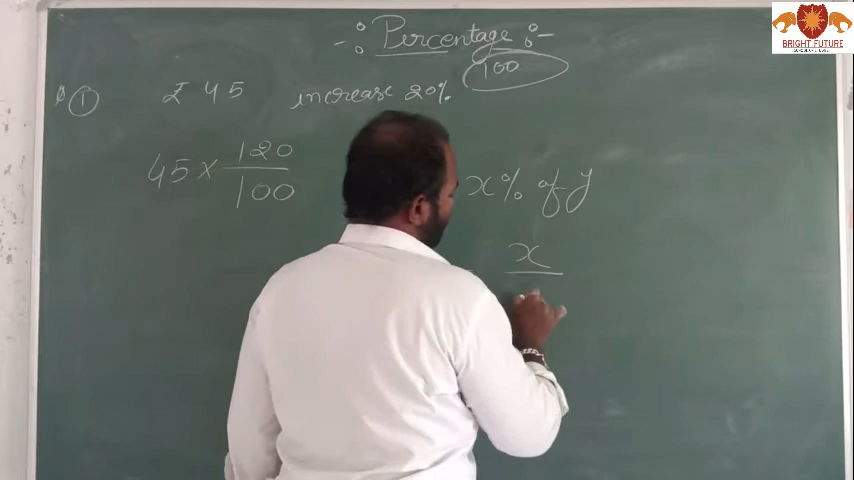 Percentage
100
① ₹ 45 increase 20%
45 × 120/100
x% of y
x
BRIGHT FUTURE